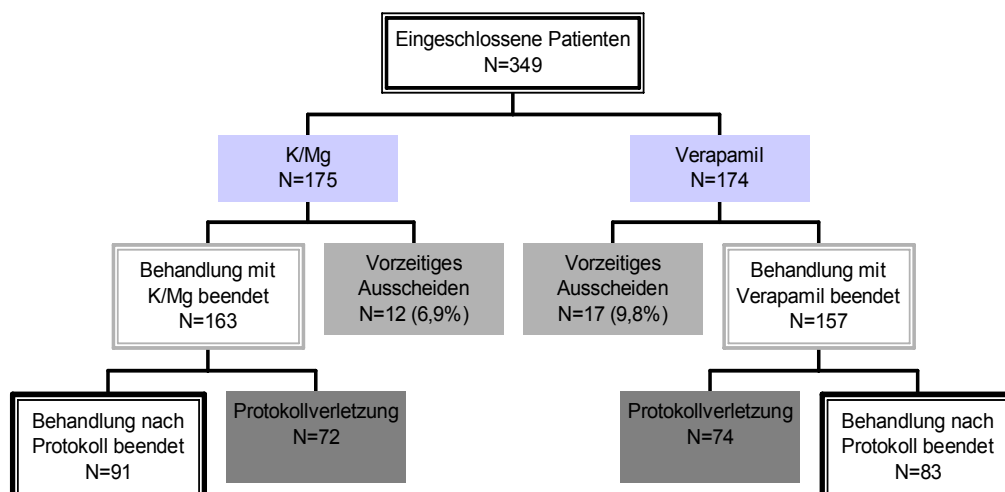 Eingeschlossene Patienten
N=349
K/Mg
N=175
Verapamil
N=174
Behandlung mit
K/Mg beendet
N=163
Vorzeitiges
Ausscheiden
N=12 (6,9%)
Vorzeitiges
Ausscheiden
N=17 (9,8%)
Behandlung mit
Verapamil beendet
N=157
Behandlung nach
Protokoll beendet
N=91
Protokollverletzung
N=72
Protokollverletzung
N=74
Behandlung nach
Protokoll beendet
N=83